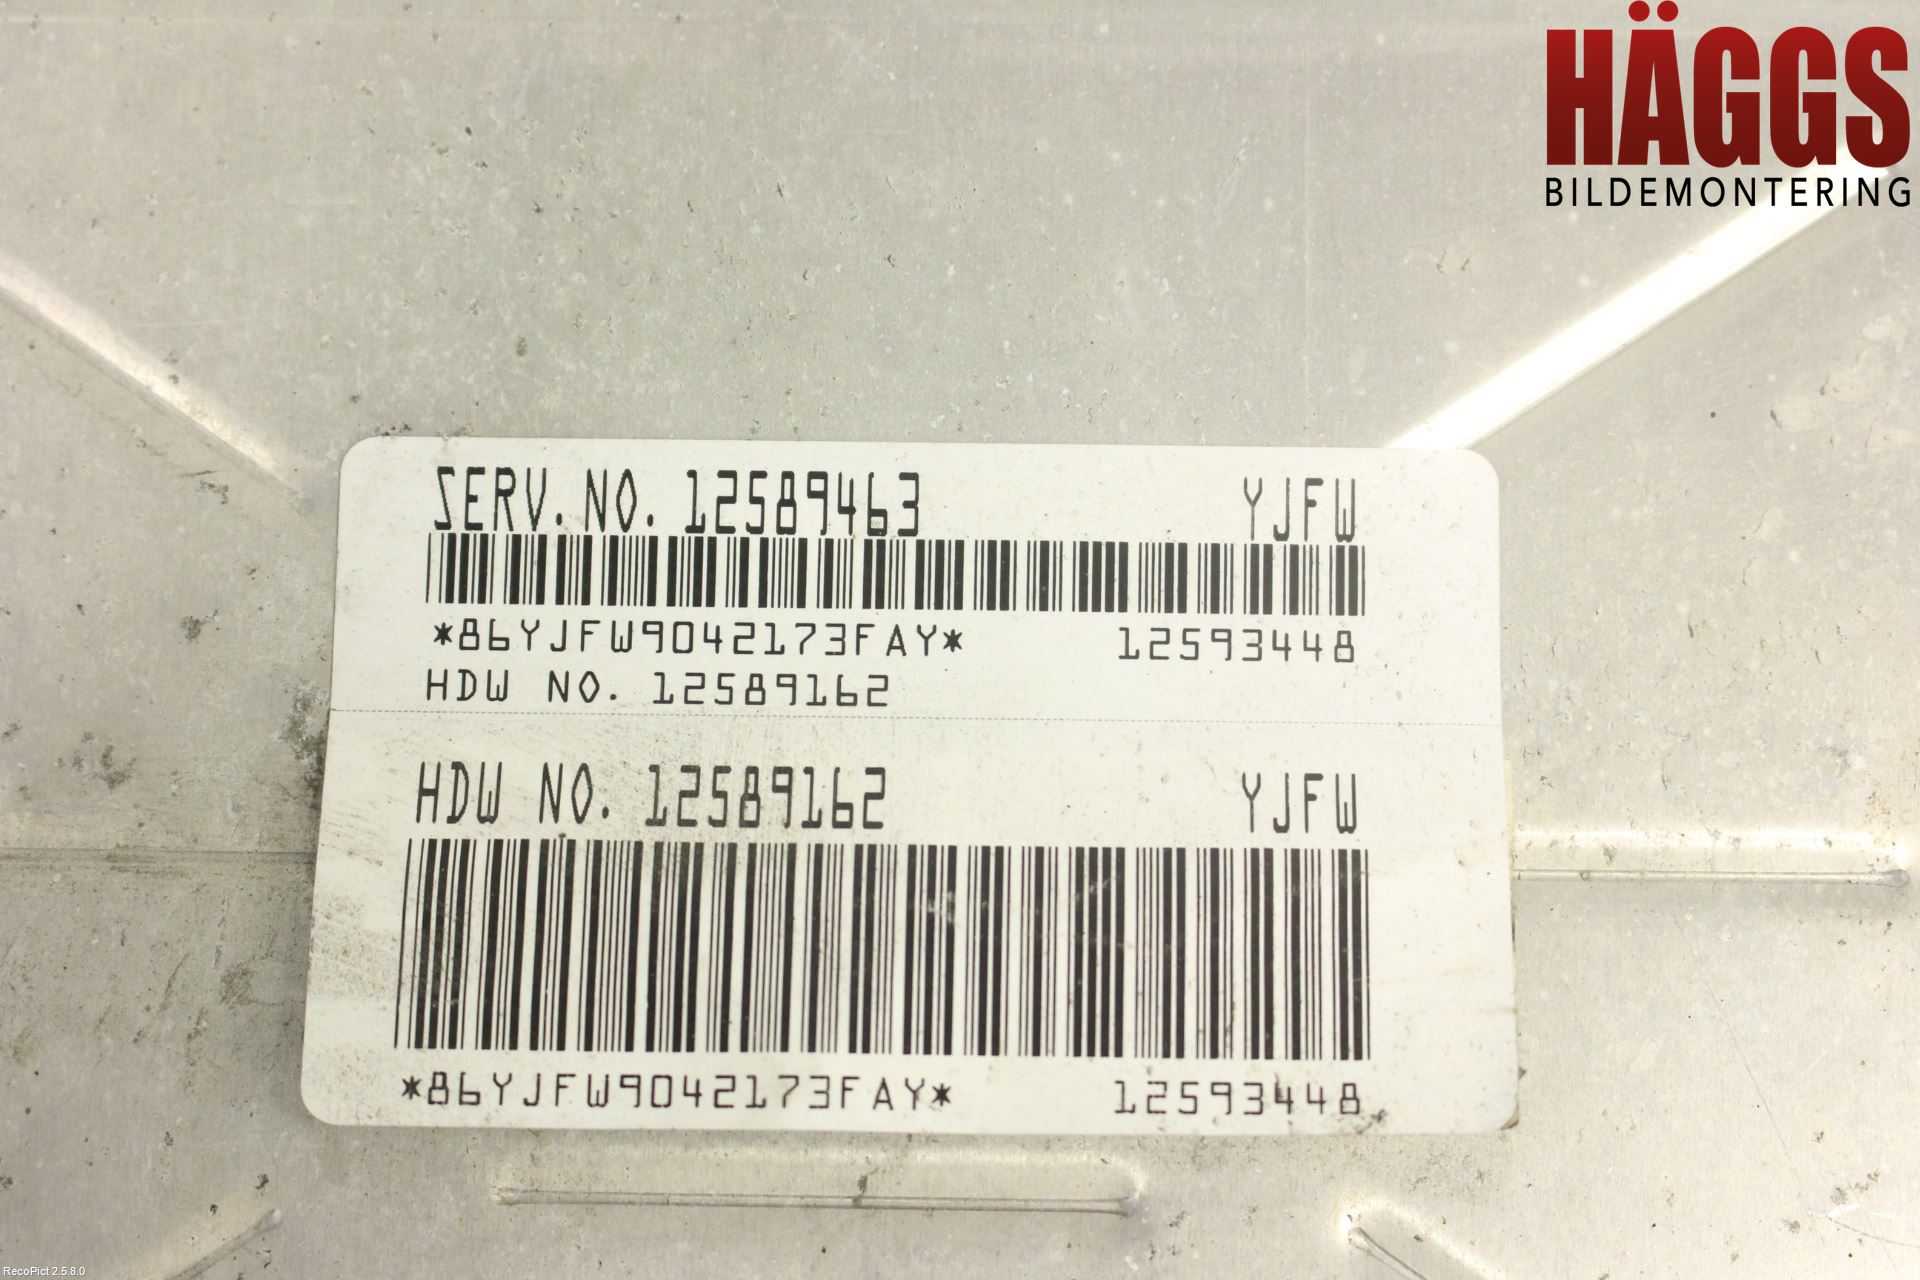 HÄGGS
BILDEMONTERING
SERV. NO. 12589463 YJFW
*86YJFW9042173FAY* 12593448
HDW NO. 12589162
HDW NO. 12589162 YJFW
*86YJFW9042173FAY* 12593448
RecoPict 2.5.8.0